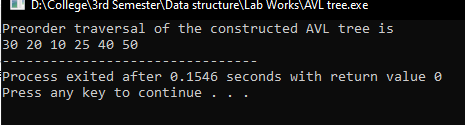 D:\College\3rd Semester\Data structure\Lab Works\AVL tree.exe
Preorder traversal of the constructed AVL tree is
30 20 10 25 40 50
--------------------------------
Process exited after 0.1546 seconds with return value 0
Press any key to continue . . .